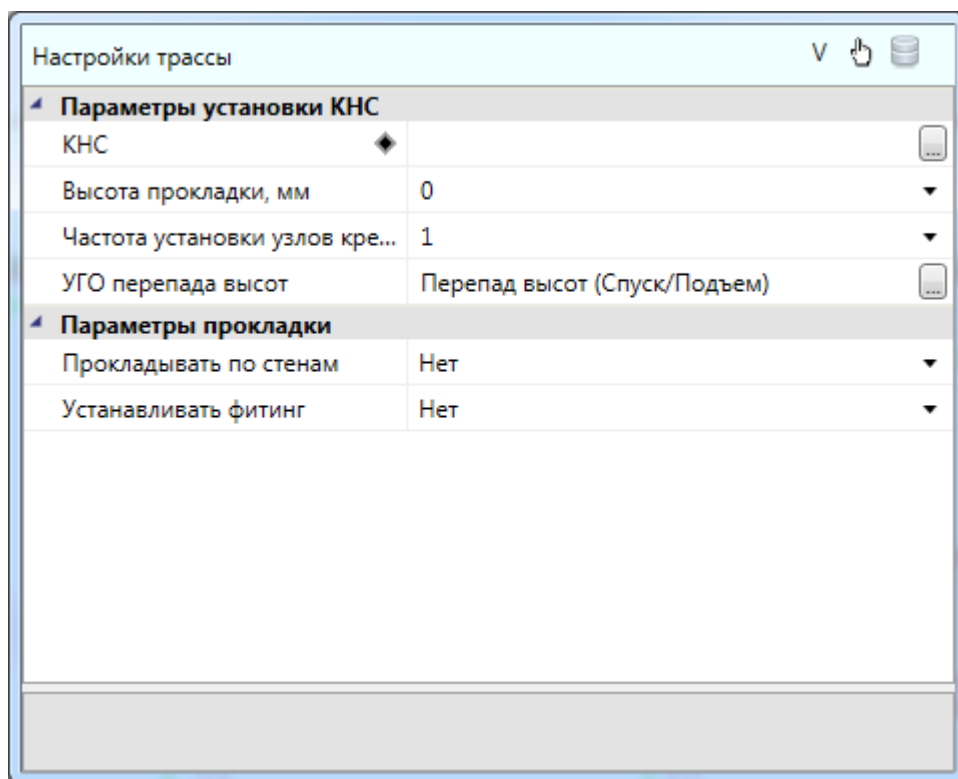 Настройки трассы V
Параметры установки КНС
КНС ...
Высота прокладки, мм 0
Частота установки узлов кре... 1
УГО перепада высот Перепад высот (Спуск/Подъем) ...
Параметры прокладки
Прокладывать по стенам Нет
Устанавливать фитинг Нет